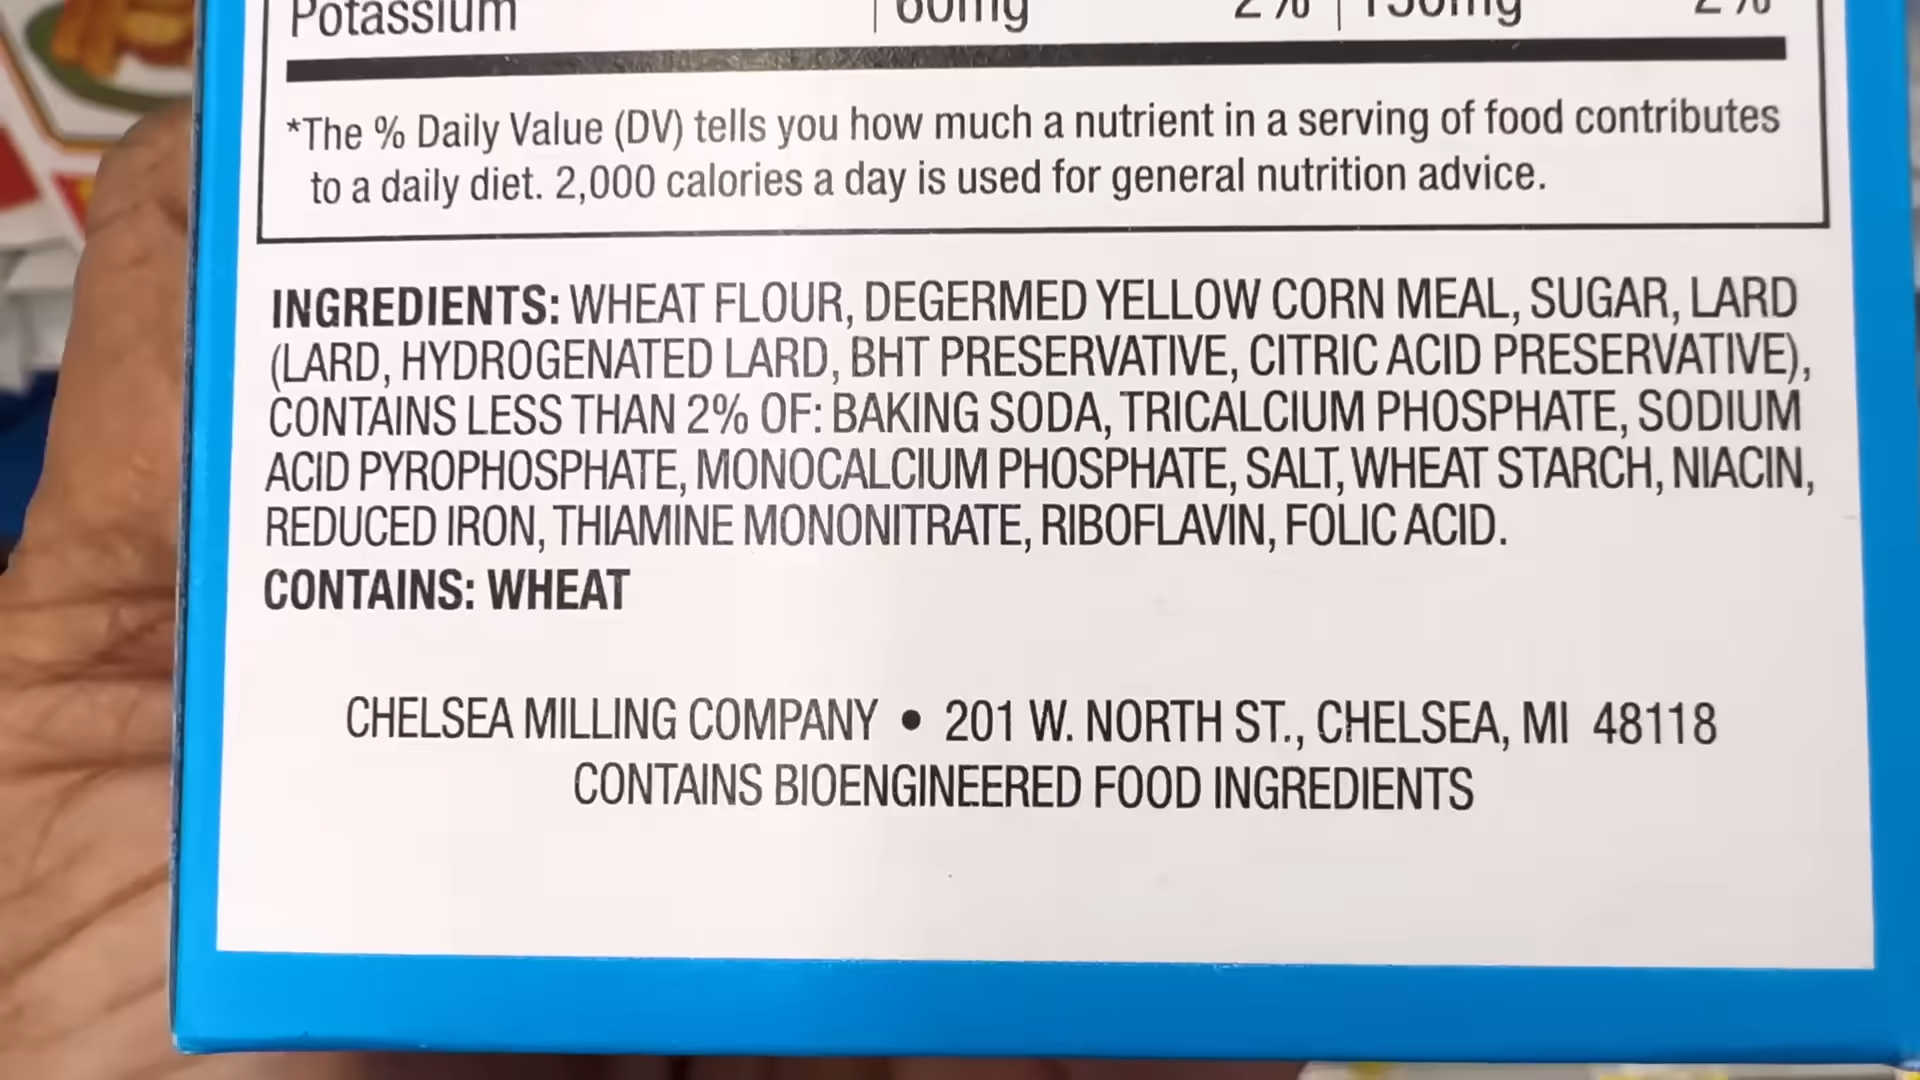 Potassium 60mg 2% 150mg 2%
*The % Daily Value (DV) tells you how much a nutrient in a serving of food contributes
to a daily diet. 2,000 calories a day is used for general nutrition advice.
INGREDIENTS: WHEAT FLOUR, DEGERMED YELLOW CORN MEAL, SUGAR, LARD
(LARD, HYDROGENATED LARD, BHT PRESERVATIVE, CITRIC ACID PRESERVATIVE),
CONTAINS LESS THAN 2% OF: BAKING SODA, TRICALCIUM PHOSPHATE, SODIUM
ACID PYROPHOSPHATE, MONOCALCIUM PHOSPHATE, SALT, WHEAT STARCH, NIACIN,
REDUCED IRON, THIAMINE MONONITRATE, RIBOFLAVIN, FOLIC ACID.
CONTAINS: WHEAT
CHELSEA MILLING COMPANY • 201 W. NORTH ST., CHELSEA, MI 48118
CONTAINS BIOENGINEERED FOOD INGREDIENTS